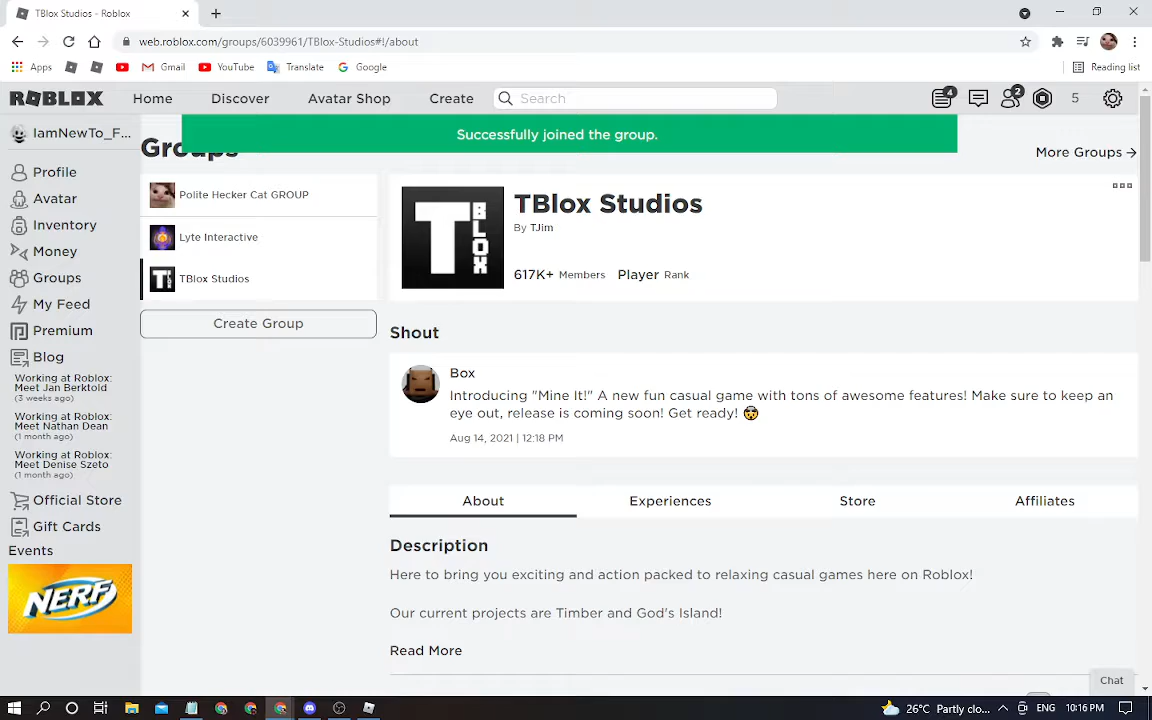 TBlox Studios - Roblox
web.roblox.com/groups/6039961/TBlox-Studios#!/about
Apps
Gmail
YouTube
Translate
Google
Reading list
ROBLOX
Home
Discover
Avatar Shop
Create
Search
4
2
5
IamNewTo_F...
Successfully joined the group.
Groups
More Groups →
Profile
Avatar
Inventory
Money
Groups
My Feed
Premium
Blog
Working at Roblox:
Meet Jan Berktold
(3 weeks ago)
Working at Roblox:
Meet Nathan Dean
(1 month ago)
Working at Roblox:
Meet Denise Szeto
(1 month ago)
Official Store
Gift Cards
Events
NERF
Polite Hecker Cat GROUP
Lyte Interactive
TBlox Studios
Create Group
TBLOX
TBlox Studios
By TJim
617K+ Members
Player Rank
Shout
Box
Introducing "Mine It!" A new fun casual game with tons of awesome features! Make sure to keep an
eye out, release is coming soon! Get ready! 🤯
Aug 14, 2021 | 12:18 PM
About
Experiences
Store
Affiliates
Description
Here to bring you exciting and action packed to relaxing casual games here on Roblox!
Our current projects are Timber and God's Island!
Read More
Chat
26°C Partly clo...
ENG
10:16 PM